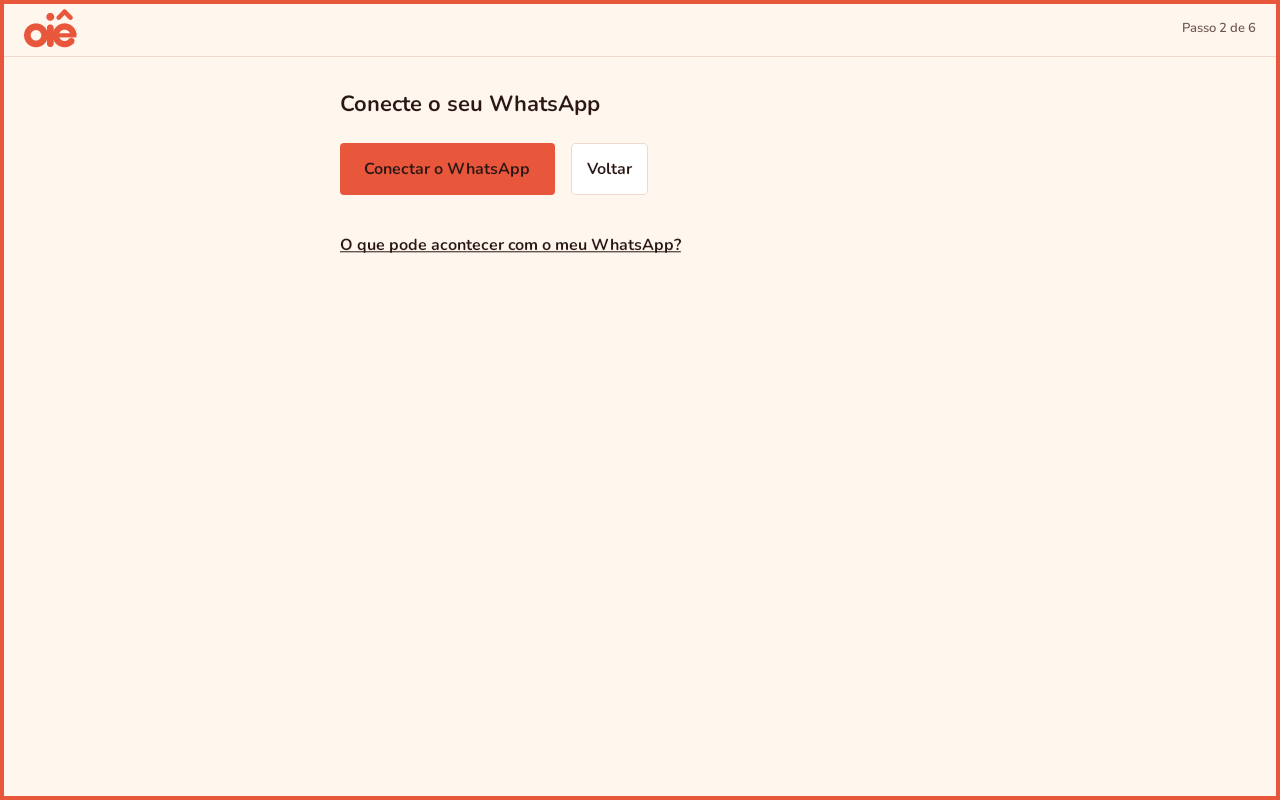 oiê
Passo 2 de 6
Conecte o seu WhatsApp
Conectar o WhatsApp
Voltar
O que pode acontecer com o meu WhatsApp?